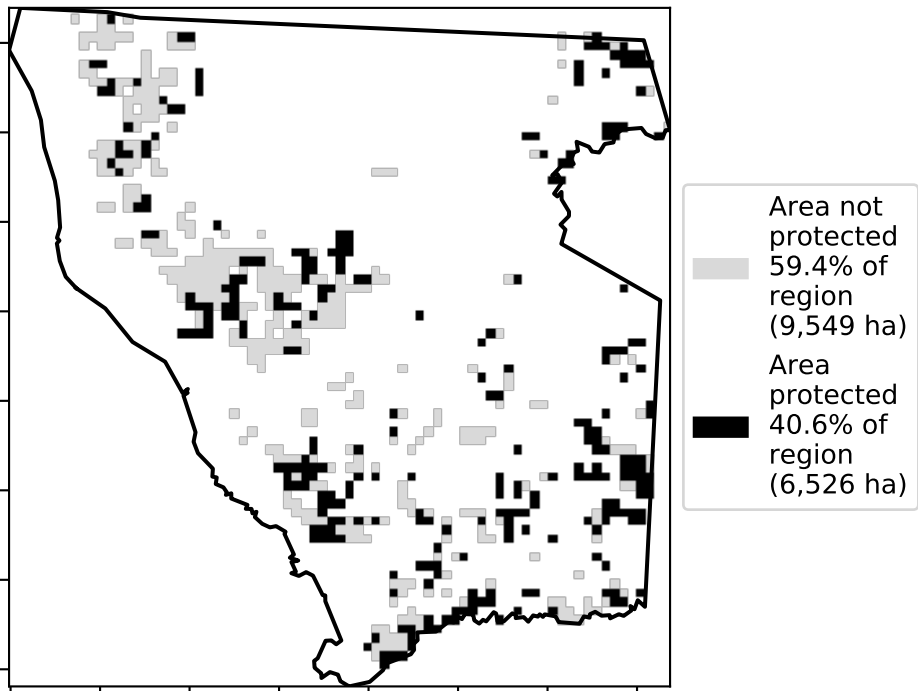 Area not
protected
59.4% of
region
(9,549 ha)
Area
protected
40.6% of
region
(6,526 ha)